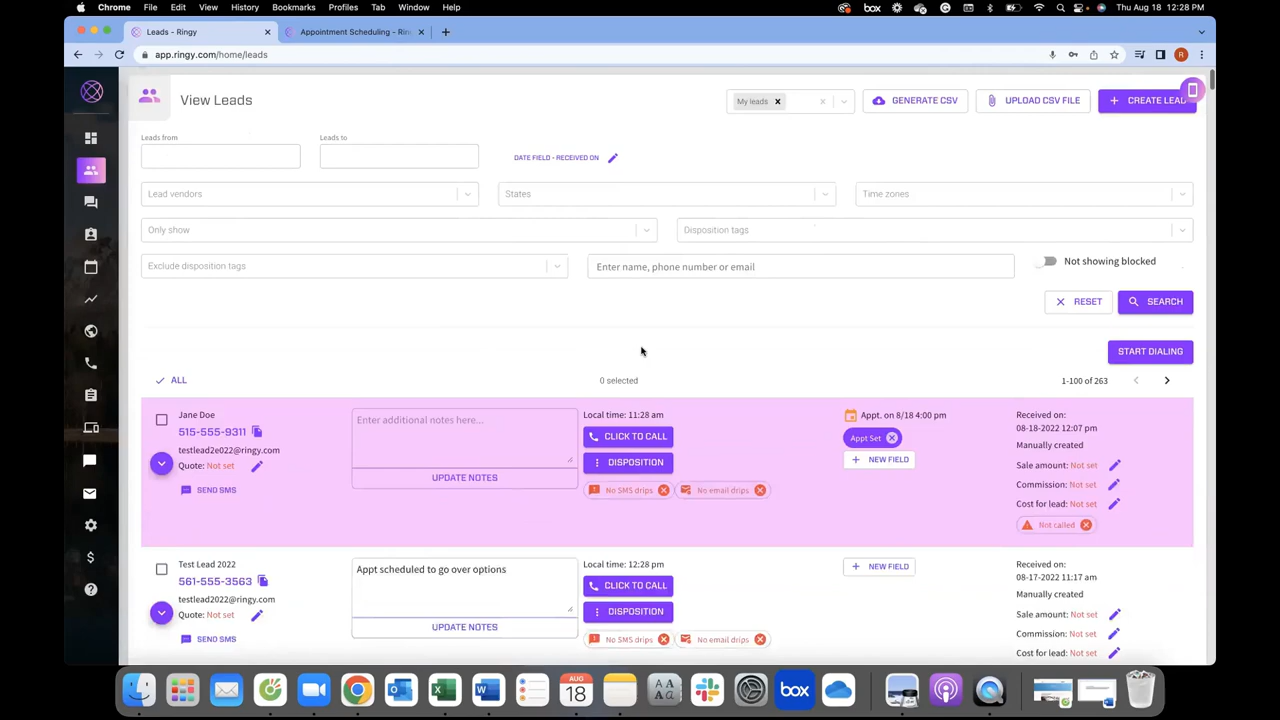 Chrome File Edit View History Bookmarks Profiles Tab Window Help box Thu Aug 18 12:28 PM
Leads - Ringy Appointment Scheduling - Rin
app.ringy.com/home/leads R
View Leads My leads GENERATE CSV UPLOAD CSV FILE CREATE LEAD
Leads from Leads to
DATE FIELD - RECEIVED ON
Lead vendors States Time zones
Only show Disposition tags
Exclude disposition tags Enter name, phone number or email Not showing blocked
RESET SEARCH
START DIALING
ALL 0 selected 1-100 of 263
Jane Doe Enter additional notes here... Local time: 11:28 am Appt. on 8/18 4:00 pm Received on:
515-555-9311 CLICK TO CALL Appt Set 08-18-2022 12:07 pm
testlead2e022@ringy.com Manually created
Quote: Not set DISPOSITION NEW FIELD Sale amount: Not set
UPDATE NOTES Commission: Not set
SEND SMS No SMS drips No email drips Cost for lead: Not set
Not called
Test Lead 2022 Appt scheduled to go over options Local time: 12:28 pm NEW FIELD Received on:
561-555-3563 CLICK TO CALL 08-17-2022 11:17 am
testlead2022@ringy.com Manually created
Quote: Not set DISPOSITION Sale amount: Not set
UPDATE NOTES Commission: Not set
SEND SMS No SMS drips No email drips Cost for lead: Not set
AUG
18 box